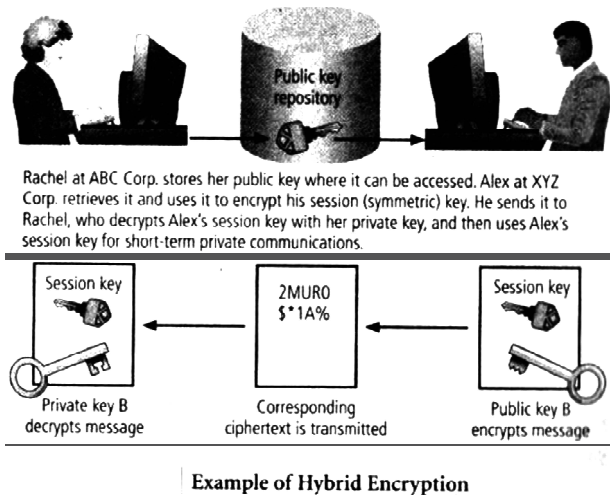 Public key
repository
Rachel at ABC Corp. stores her public key where it can be accessed. Alex at XYZ
Corp. retrieves it and uses it to encrypt his session (symmetric) key. He sends it to
Rachel, who decrypts Alex's session key with her private key, and then uses Alex's
session key for short-term private communications.
Session key
2MURO
$*1A%
Session key
Private key B
decrypts message
Corresponding
ciphertext is transmitted
Public key B
encrypts message
Example of Hybrid Encryption